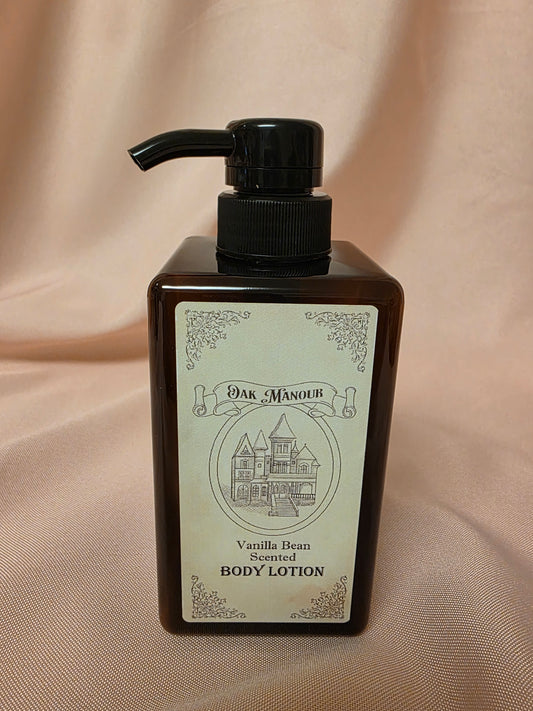 Oak Manour
Vanilla Bean
Scented
BODY LOTION